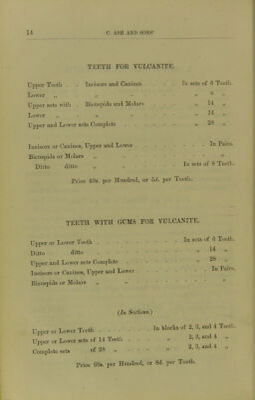 14 C. ASH AND SONS'
TEETH FOR VULCANITE.
Upper Teeth . . Incisors and Canines . . . In sets of 6 Teeth.
Lower „ . . „ 6 „
Upper sets with . Bicuspids and Molars . . „ 14 „
Lower „ „ . . „ 14 „
Upper and Lower sets Complete . . „ 28 „
Incisors or Canines, Upper and Lower . . . In Pairs.
Bicuspids or Molars „ . . „
Ditto ditto „ . . In sets of 8 Teeth.
Price per Hundred, or 5d. per Tooth.
TEETH WITH GUMS FOR VULCANITE.
Upper or Lower Teeth . . . In sets of 6 Teeth.
Ditto ditto . . „ 14 „
Upper and Lower sets Complete . . „ 28 „
Incisors or Canines, Upper and Lower . . . In Pairs.
Bicuspids or Molars „ . . „
(In Sections.)
Upper or Lower Teeth . . . In blocks of 2, 3, and 4 Teeth.
Upper or Lower sets of 14 Teeth . . „ 2, 3, and 4 „
Complete sets of 28 „ . . „ 2, 3, and 4 „
Price per Hundred, or 8d. per Tooth.